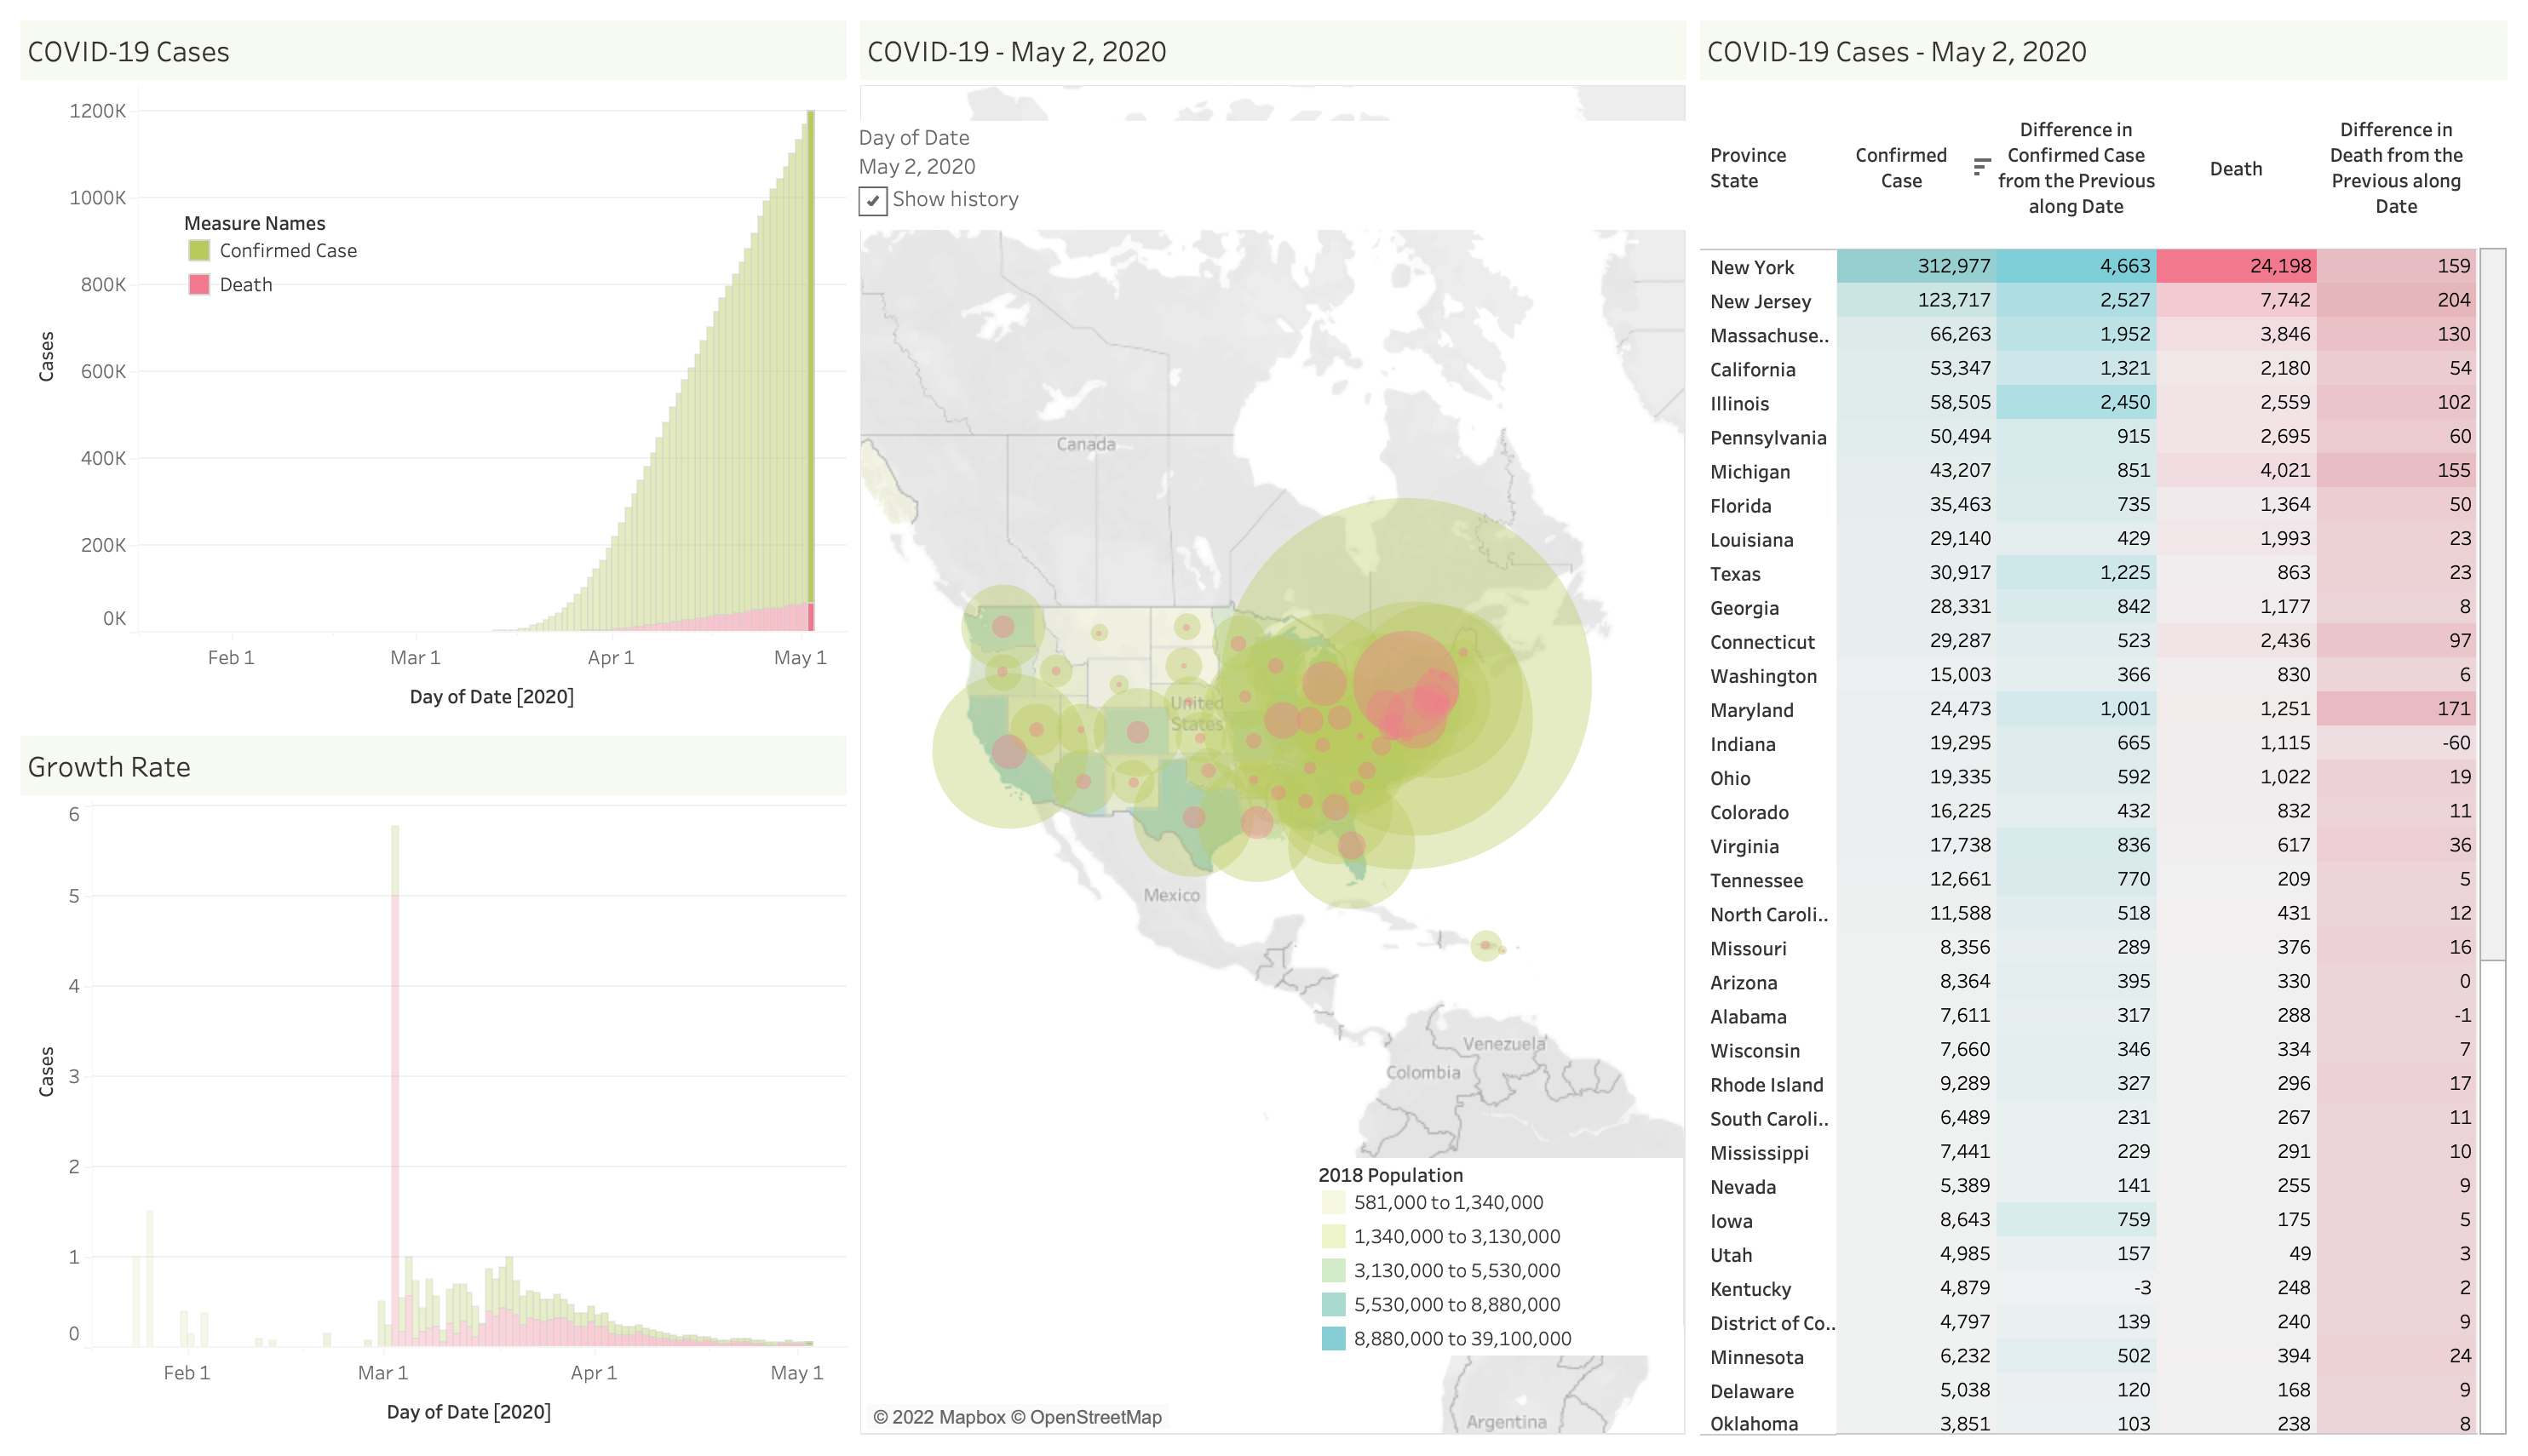 COVID-19 Cases
1200K
1000K
800K
600K
400K
200K
0K
Cases
Measure Names
Confirmed Case
Death
Feb 1
Mar 1
Apr 1
May 1
Day of Date [2020]
Growth Rate
6
5
4
3
2
1
0
Cases
Feb 1
Mar 1
Apr 1
May 1
Day of Date [2020]
COVID-19 - May 2, 2020
Day of Date
May 2, 2020
Show history
Canada
United
States
Mexico
Venezuela
Colombia
Argentina
2018 Population
581,000 to 1,340,000
1,340,000 to 3,130,000
3,130,000 to 5,530,000
5,530,000 to 8,880,000
8,880,000 to 39,100,000
© 2022 Mapbox © OpenStreetMap
COVID-19 Cases - May 2, 2020
Province
State
Confirmed
Case
Difference in
Confirmed Case
from the Previous
along Date
Death
Difference in
Death from the
Previous along
Date
New York 312,977 4,663 24,198 159
New Jersey 123,717 2,527 7,742 204
Massachuse.. 66,263 1,952 3,846 130
California 53,347 1,321 2,180 54
Illinois 58,505 2,450 2,559 102
Pennsylvania 50,494 915 2,695 60
Michigan 43,207 851 4,021 155
Florida 35,463 735 1,364 50
Louisiana 29,140 429 1,993 23
Texas 30,917 1,225 863 23
Georgia 28,331 842 1,177 8
Connecticut 29,287 523 2,436 97
Washington 15,003 366 830 6
Maryland 24,473 1,001 1,251 171
Indiana 19,295 665 1,115 -60
Ohio 19,335 592 1,022 19
Colorado 16,225 432 832 11
Virginia 17,738 836 617 36
Tennessee 12,661 770 209 5
North Caroli.. 11,588 518 431 12
Missouri 8,356 289 376 16
Arizona 8,364 395 330 0
Alabama 7,611 317 288 -1
Wisconsin 7,660 346 334 7
Rhode Island 9,289 327 296 17
South Caroli.. 6,489 231 267 11
Mississippi 7,441 229 291 10
Nevada 5,389 141 255 9
Iowa 8,643 759 175 5
Utah 4,985 157 49 3
Kentucky 4,879 -3 248 2
District of Co.. 4,797 139 240 9
Minnesota 6,232 502 394 24
Delaware 5,038 120 168 9
Oklahoma 3,851 103 238 8